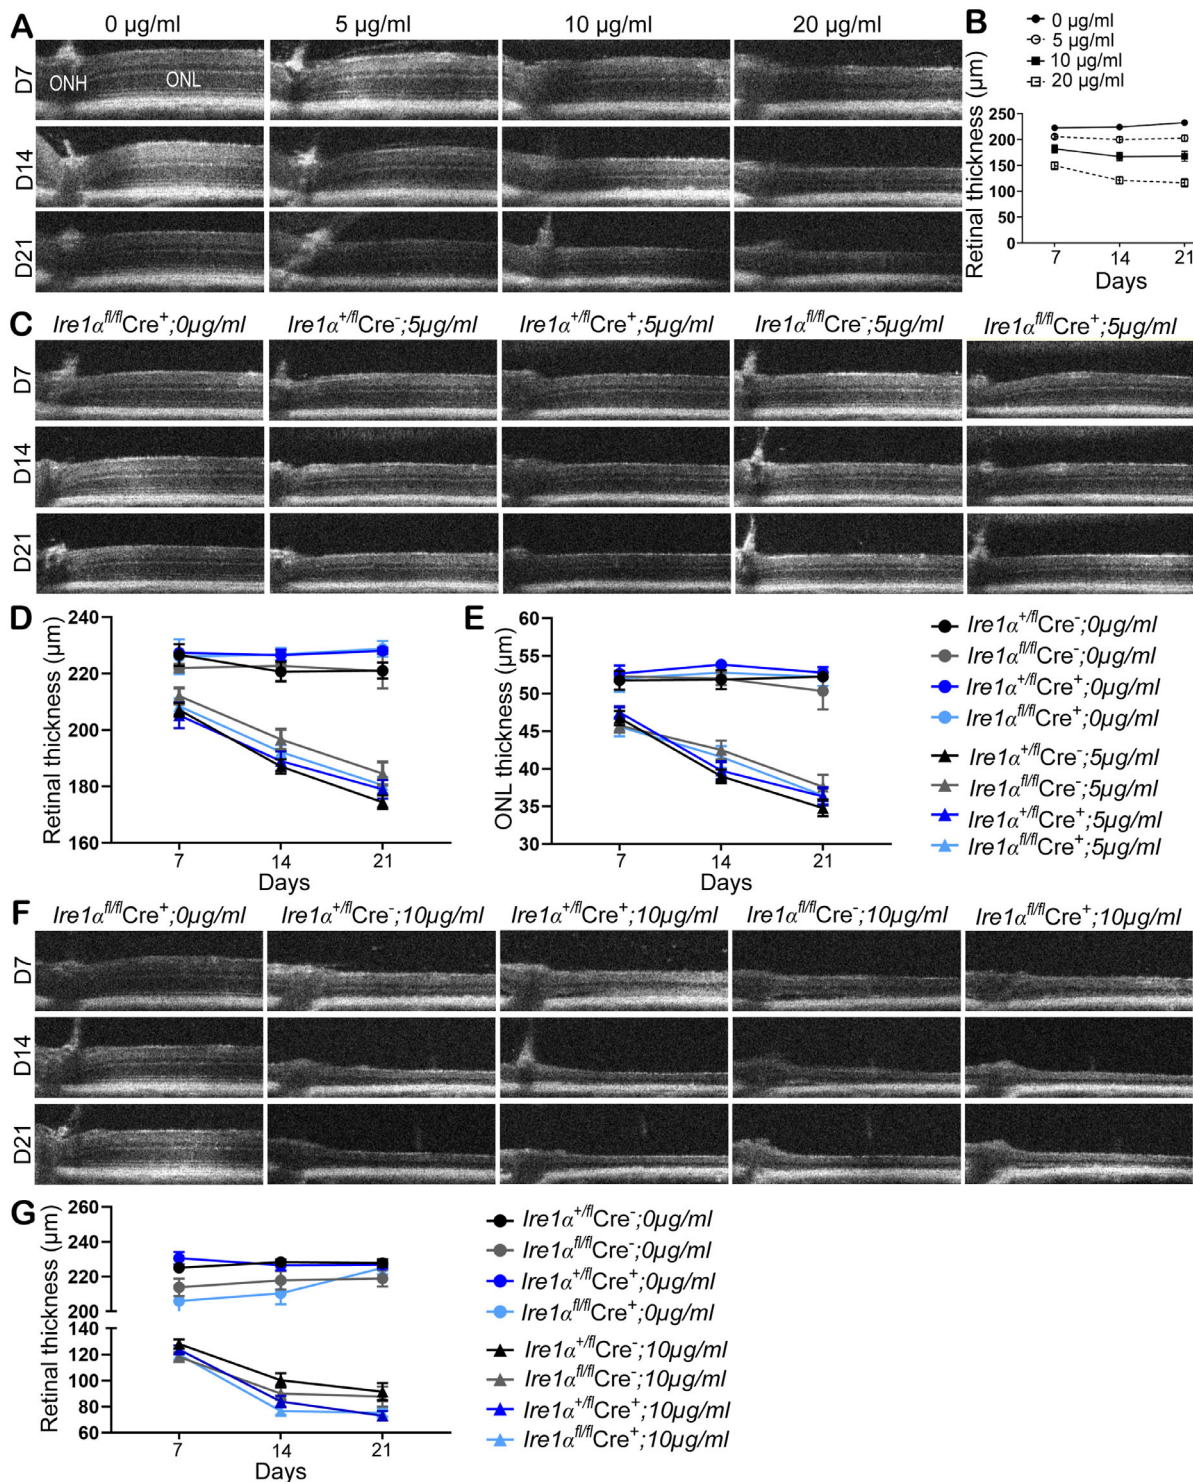 A
0 µg/ml
5 µg/ml
10 µg/ml
20 µg/ml
D7
ONH
ONL
D14
D21
B
0 µg/ml
5 µg/ml
10 µg/ml
20 µg/ml
Retinal thickness (µm)
250
200
150
100
50
0
7
14
21
Days
C
Ire1α^fl/fl Cre⁺;0µg/ml
Ire1α^+/fl Cre⁻;5µg/ml
Ire1α^+/fl Cre⁺;5µg/ml
Ire1α^fl/fl Cre⁻;5µg/ml
Ire1α^fl/fl Cre⁺;5µg/ml
D7
D14
D21
D
Retinal thickness (µm)
240
220
200
180
160
7
14
21
Days
E
ONL thickness (µm)
60
55
50
45
40
35
30
7
14
21
Days
Ire1α^+/fl Cre⁻;0µg/ml
Ire1α^fl/fl Cre⁻;0µg/ml
Ire1α^+/fl Cre⁺;0µg/ml
Ire1α^fl/fl Cre⁺;0µg/ml
Ire1α^+/fl Cre⁻;5µg/ml
Ire1α^fl/fl Cre⁻;5µg/ml
Ire1α^+/fl Cre⁺;5µg/ml
Ire1α^fl/fl Cre⁺;5µg/ml
F
Ire1α^fl/fl Cre⁺;0µg/ml
Ire1α^+/fl Cre⁻;10µg/ml
Ire1α^+/fl Cre⁺;10µg/ml
Ire1α^fl/fl Cre⁻;10µg/ml
Ire1α^fl/fl Cre⁺;10µg/ml
D7
D14
D21
G
Retinal thickness (µm)
260
240
220
200
140
120
100
80
60
7
14
21
Days
Ire1α^+/fl Cre⁻;0µg/ml
Ire1α^fl/fl Cre⁻;0µg/ml
Ire1α^+/fl Cre⁺;0µg/ml
Ire1α^fl/fl Cre⁺;0µg/ml
Ire1α^+/fl Cre⁻;10µg/ml
Ire1α^fl/fl Cre⁻;10µg/ml
Ire1α^+/fl Cre⁺;10µg/ml
Ire1α^fl/fl Cre⁺;10µg/ml